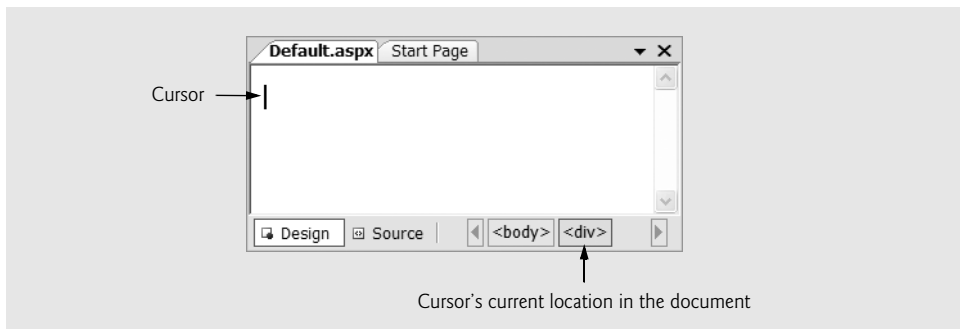 Default.aspx Start Page
Cursor
Design Source <body> <div>
Cursor's current location in the document